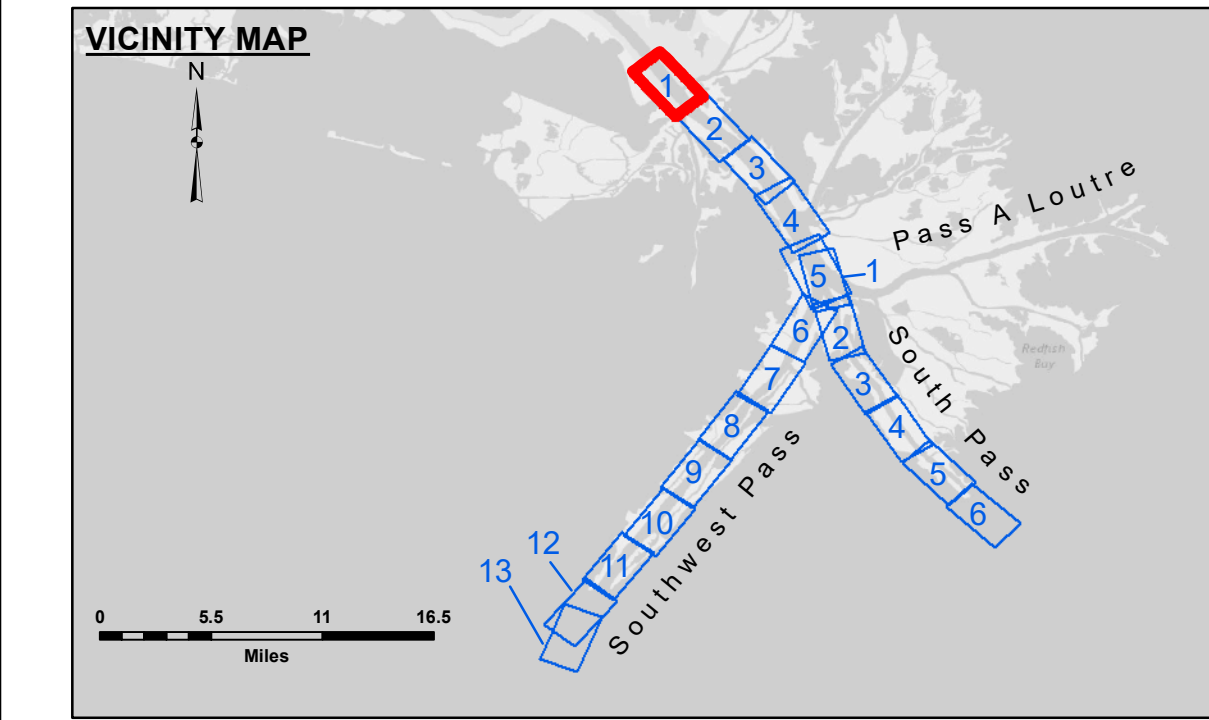 VICINITY MAP
N
1
2
3
4
5
1
Pass A Loutre
6
2
Redfish
Bay
7
3
South Pass
8
4
9
5
10
6
11
Southwest Pass
12
13
0 5.5 11 16.5
Miles